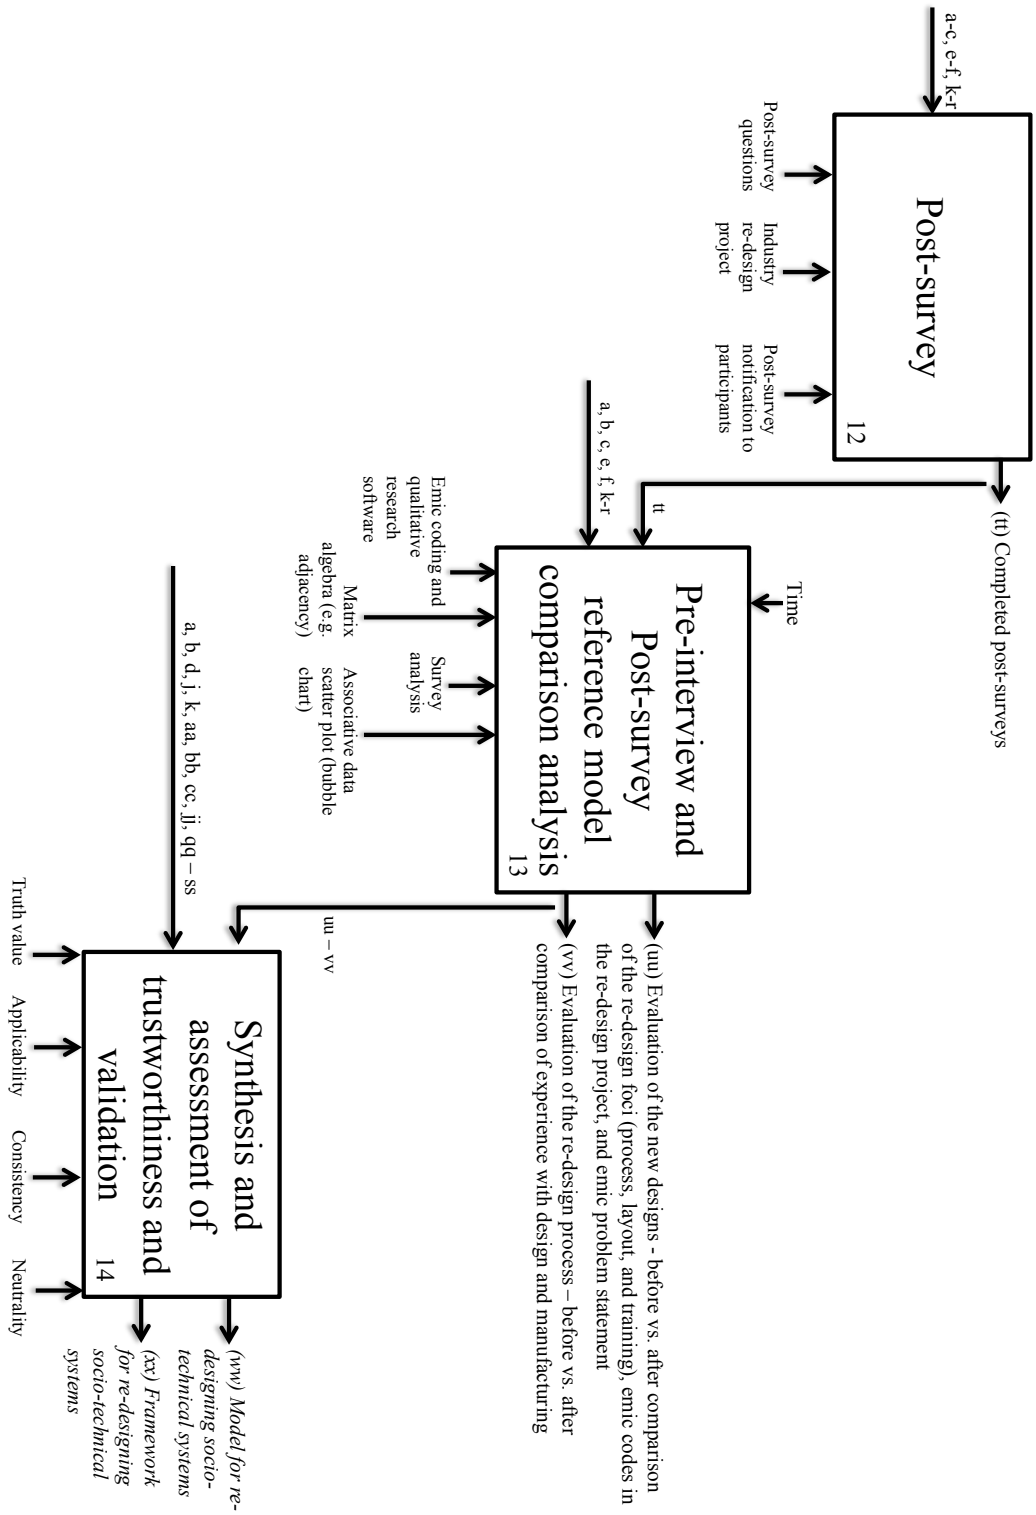 a-c, e-f, k-r
Post-survey
12
Post-survey
questions
Industry
re-design
project
Post-survey
notification to
participants
(tt) Completed post-surveys
tt
a, b, c, e, f, k-r
Time
Pre-interview and
Post-survey
reference model
comparison analysis
13
Emic coding and
qualitative
research
software
Matrix
algebra (e.g.
adjacency)
Survey
analysis
Associative data
scatter plot (bubble
chart)
(uu) Evaluation of the new designs - before vs. after comparison
of the re-design foci (process, layout, and training), emic codes in
the re-design project, and emic problem statement
(vv) Evaluation of the re-design process – before vs. after
comparison of experience with design and manufacturing
uu – vv
a, b, d, j, k, aa, bb, cc, jj, qq – ss
Synthesis and
assessment of
trustworthiness and
validation
14
Truth value
Applicability
Consistency
Neutrality
(ww) Model for re-
designing socio-
technical systems
(xx) Framework
for re-designing
socio-technical
systems